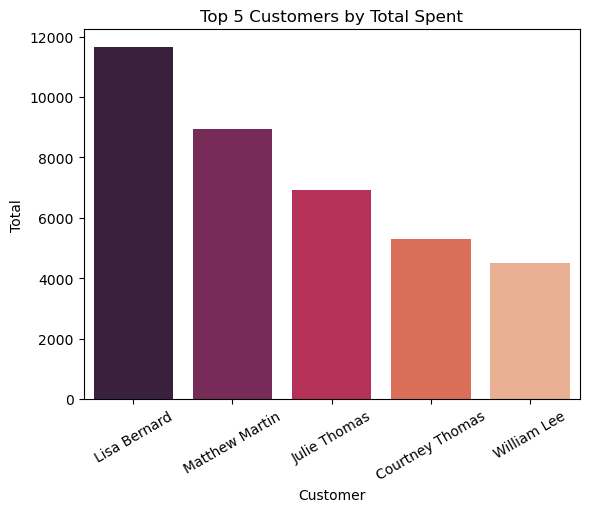 Top 5 Customers by Total Spent
12000
10000
8000
6000
4000
2000
0
Total
Lisa Bernard
Matthew Martin
Julie Thomas
Courtney Thomas
William Lee
Customer